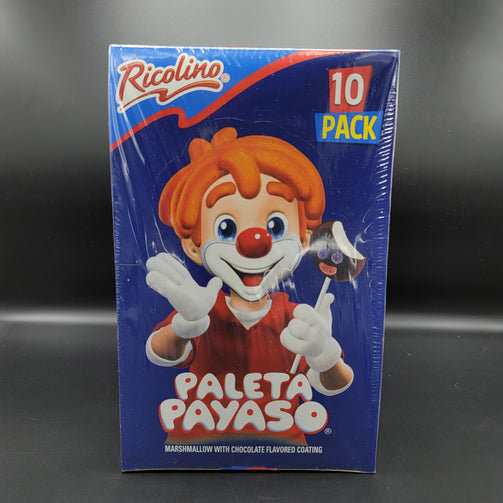 Ricolino®
10
PACK
PALETA
PAYASO®
MARSHMALLOW WITH CHOCOLATE FLAVORED COATING